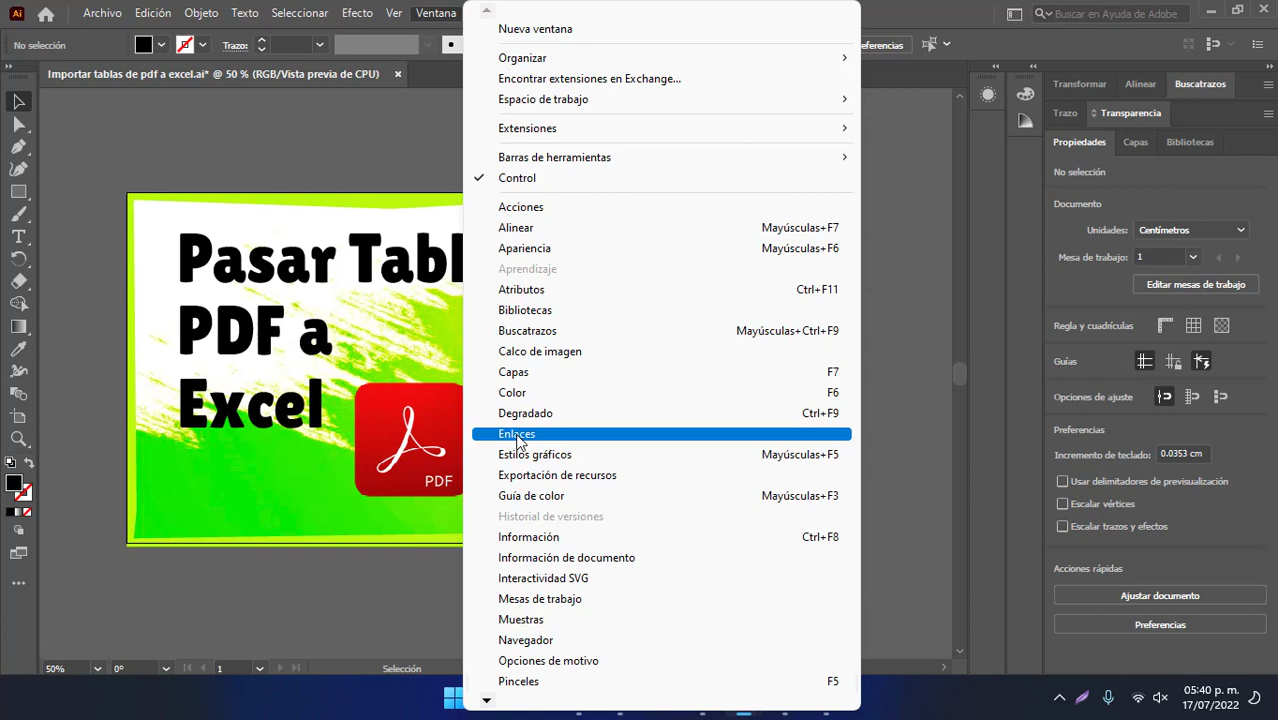 Ai
Archivo Edición Objeto Texto Seleccionar Efecto Ver Ventana
Buscar en Ayuda de Adobe
No selección
Trazo:
eferencias
Importar tablas de pdf a excel.ai* @ 50 % (RGB/Vista previa de CPU)
Nueva ventana
Organizar
Encontrar extensiones en Exchange...
Espacio de trabajo
Extensiones
Barras de herramientas
Control
Acciones
Alinear Mayúsculas+F7
Apariencia Mayúsculas+F6
Aprendizaje
Atributos Ctrl+F11
Bibliotecas
Buscatrazos Mayúsculas+Ctrl+F9
Calco de imagen
Capas F7
Color F6
Degradado Ctrl+F9
Enlaces
Estilos gráficos Mayúsculas+F5
Exportación de recursos
Guía de color Mayúsculas+F3
Historial de versiones
Información Ctrl+F8
Información de documento
Interactividad SVG
Mesas de trabajo
Muestras
Navegador
Opciones de motivo
Pinceles F5
Pasar Tabl
PDF a
Excel
PDF
Transformar Alinear Buscatrazos
Trazo Transparencia
Propiedades Capas Bibliotecas
No selección
Documento
Unidades: Centímetros
Mesa de trabajo: 1
Editar mesas de trabajo
Regla y cuadrículas
Guías
Opciones de ajuste
Preferencias
Incremento de teclado: 0.0353 cm
Usar delimitadores de previsualización
Escalar vértices
Escalar trazos y efectos
Acciones rápidas
Ajustar documento
Preferencias
50% 0° 1 Selección
05:40 p. m.
17/07/2022